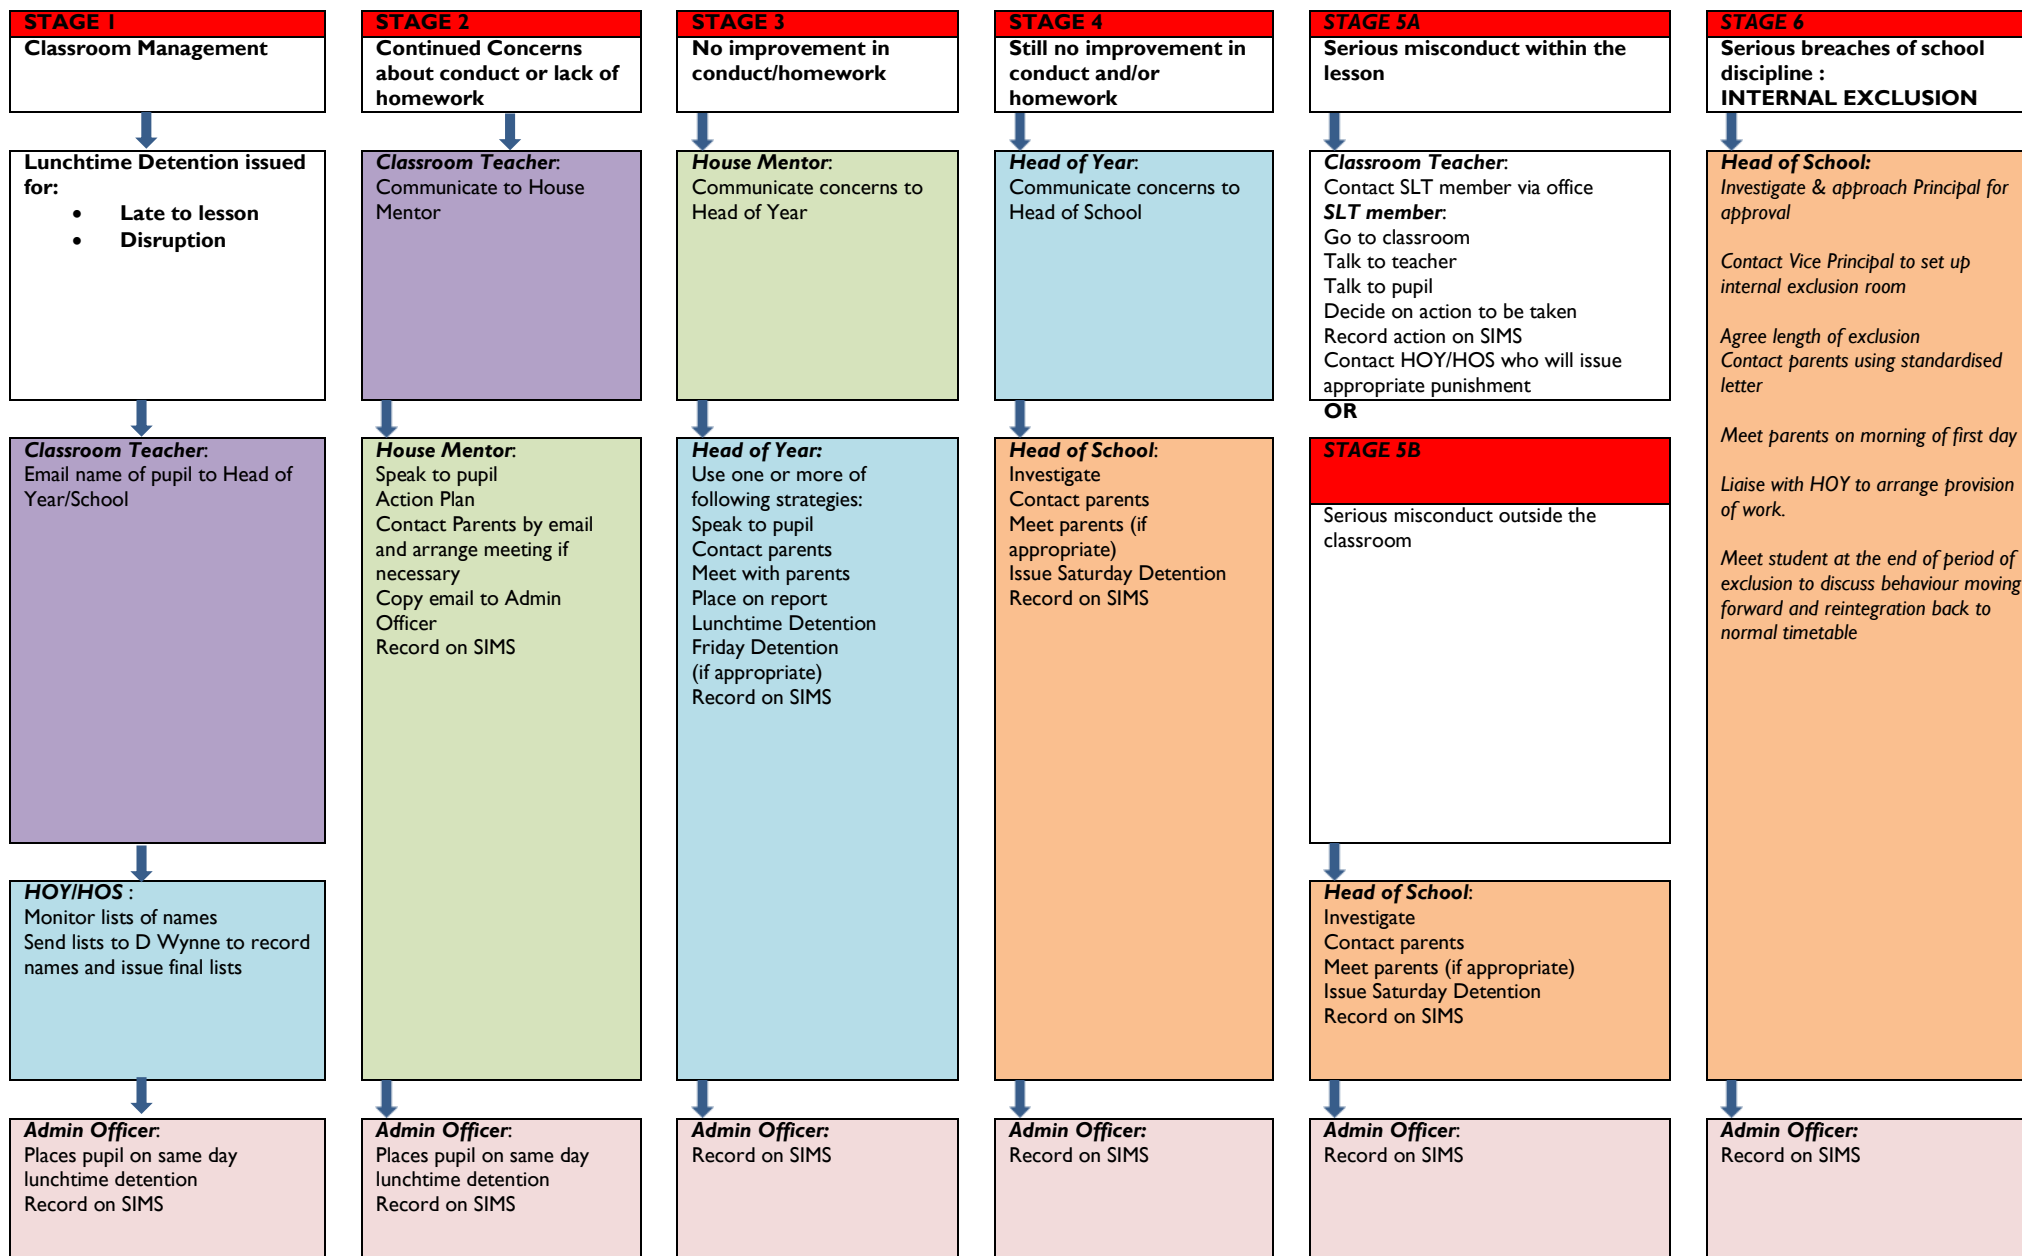 STAGE 1
Classroom Management
Lunchtime Detention issued
for:
• Late to lesson
• Disruption
Classroom Teacher:
Email name of pupil to Head of
Year/School
HOY/HOS :
Monitor lists of names
Send lists to D Wynne to record
names and issue final lists
Admin Officer:
Places pupil on same day
lunchtime detention
Record on SIMS
STAGE 2
Continued Concerns
about conduct or lack of
homework
Classroom Teacher:
Communicate to House
Mentor
House Mentor:
Speak to pupil
Action Plan
Contact Parents by email
and arrange meeting if
necessary
Copy email to Admin
Officer
Record on SIMS
Admin Officer:
Places pupil on same day
lunchtime detention
Record on SIMS
STAGE 3
No improvement in
conduct/homework
House Mentor:
Communicate concerns to
Head of Year
Head of Year:
Use one or more of
following strategies:
Speak to pupil
Contact parents
Meet with parents
Place on report
Lunchtime Detention
Friday Detention
(if appropriate)
Record on SIMS
Admin Officer:
Record on SIMS
STAGE 4
Still no improvement in
conduct and/or
homework
Head of Year:
Communicate concerns to
Head of School
Head of School:
Investigate
Contact parents
Meet parents (if
appropriate)
Issue Saturday Detention
Record on SIMS
Admin Officer:
Record on SIMS
STAGE 5A
Serious misconduct within the
lesson
Classroom Teacher:
Contact SLT member via office
SLT member:
Go to classroom
Talk to teacher
Talk to pupil
Decide on action to be taken
Record action on SIMS
Contact HOY/HOS who will issue
appropriate punishment
OR
STAGE 5B
Serious misconduct outside the
classroom
Head of School:
Investigate
Contact parents
Meet parents (if appropriate)
Issue Saturday Detention
Record on SIMS
Admin Officer:
Record on SIMS
STAGE 6
Serious breaches of school
discipline :
INTERNAL EXCLUSION
Head of School:
Investigate & approach Principal for
approval
Contact Vice Principal to set up
internal exclusion room
Agree length of exclusion
Contact parents using standardised
letter
Meet parents on morning of first day
Liaise with HOY to arrange provision
of work.
Meet student at the end of period of
exclusion to discuss behaviour moving
forward and reintegration back to
normal timetable
Admin Officer:
Record on SIMS